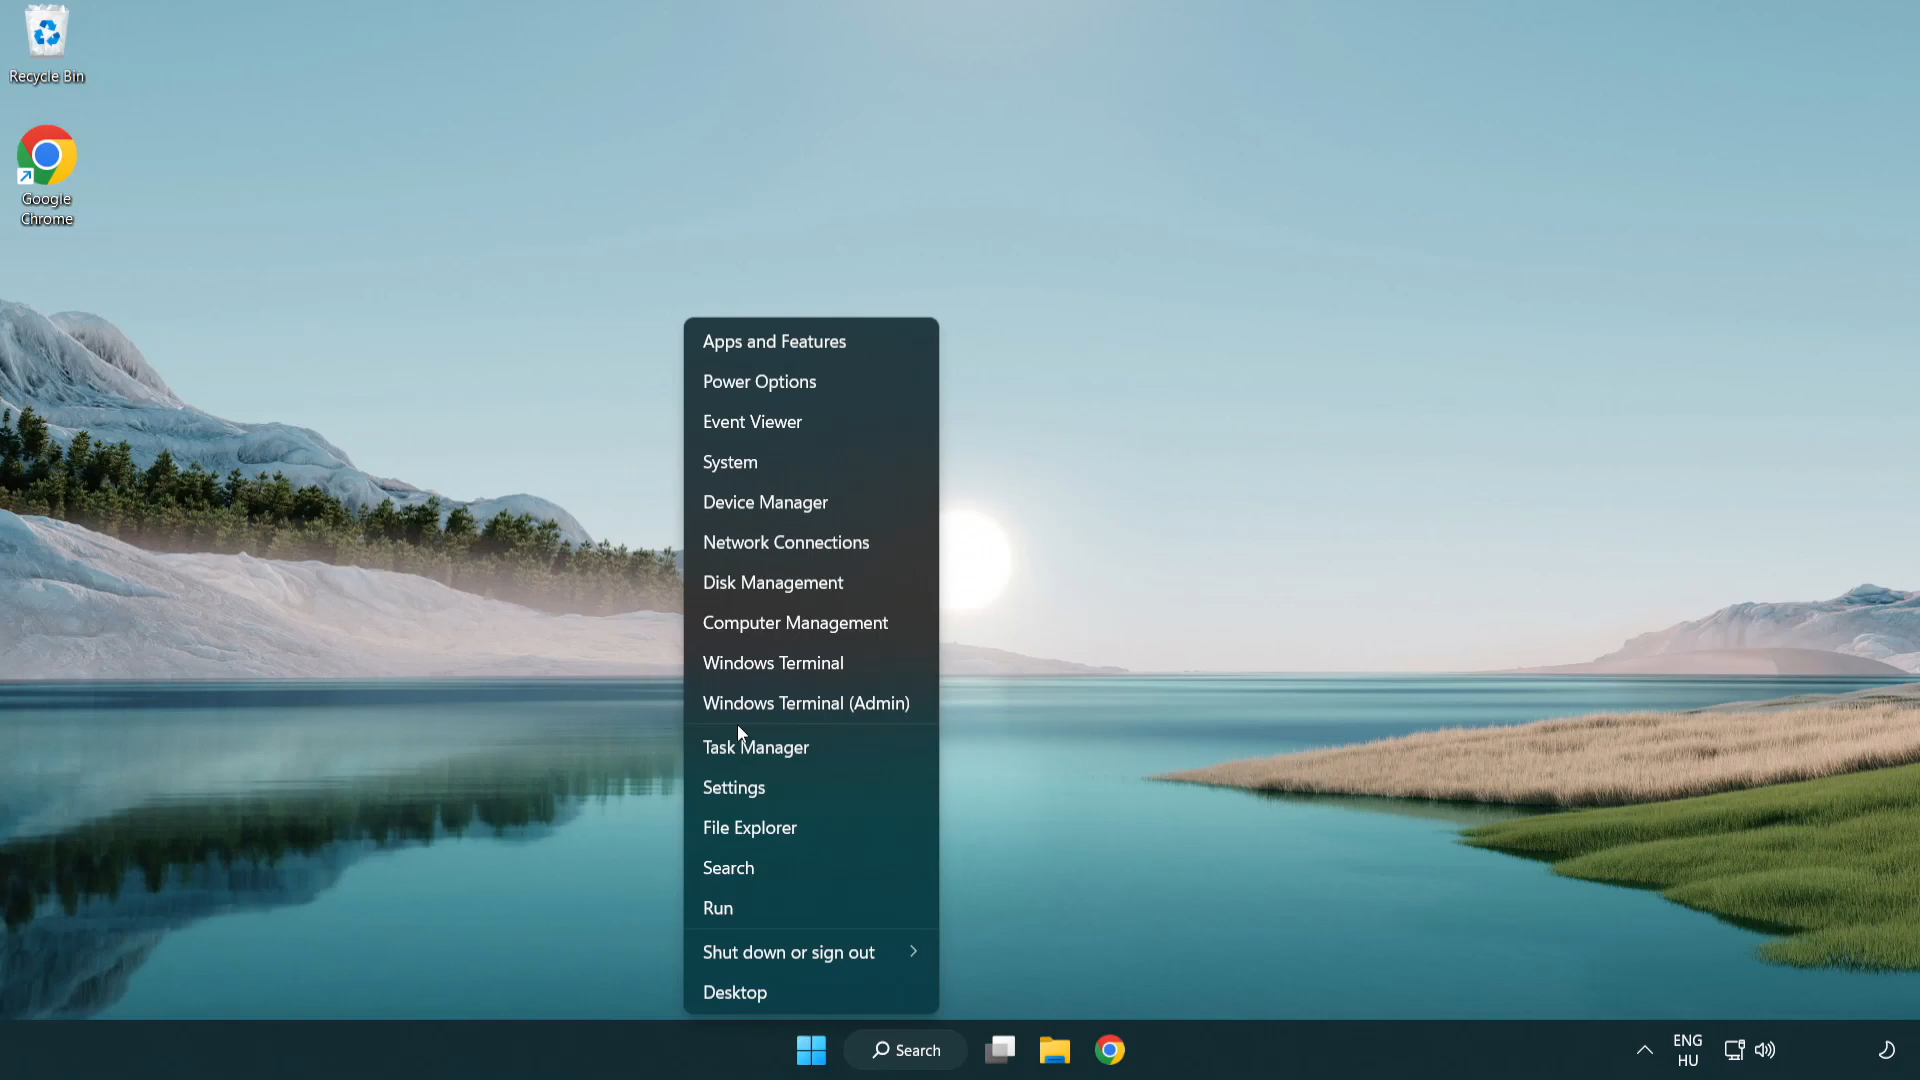 Recycle Bin
Google
Chrome
Apps and Features
Power Options
Event Viewer
System
Device Manager
Network Connections
Disk Management
Computer Management
Windows Terminal
Windows Terminal (Admin)
Task Manager
Settings
File Explorer
Search
Run
Shut down or sign out
Desktop
Search
ENG
HU